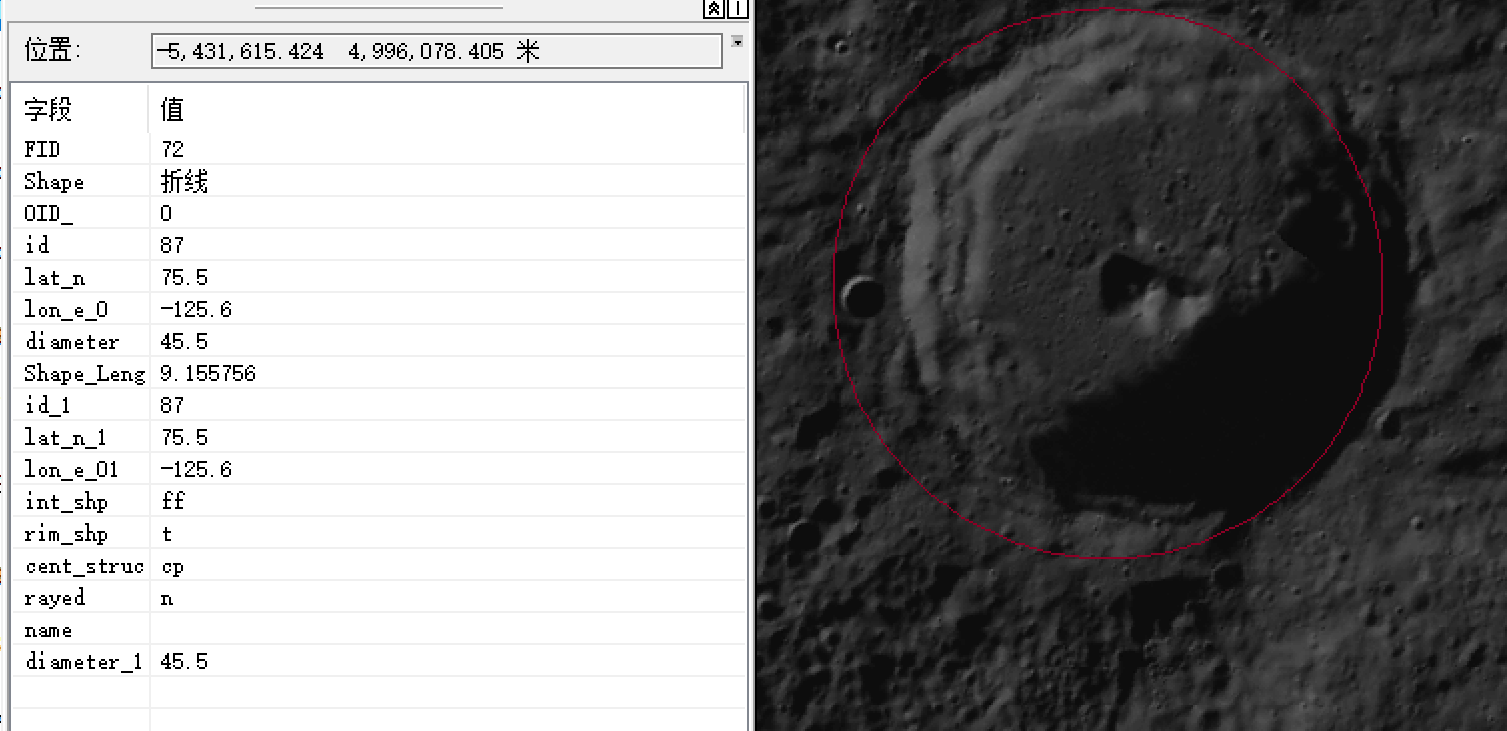 位置: -5,431,615.424 4,996,078.405 米
字段 值
FID 72
Shape 折线
OID_ 0
id 87
lat_n 75.5
lon_e_0 -125.6
diameter 45.5
Shape_Leng 9.155756
id_1 87
lat_n_1 75.5
lon_e_01 -125.6
int_shp ff
rim_shp t
cent_struc cp
rayed n
name
diameter_1 45.5